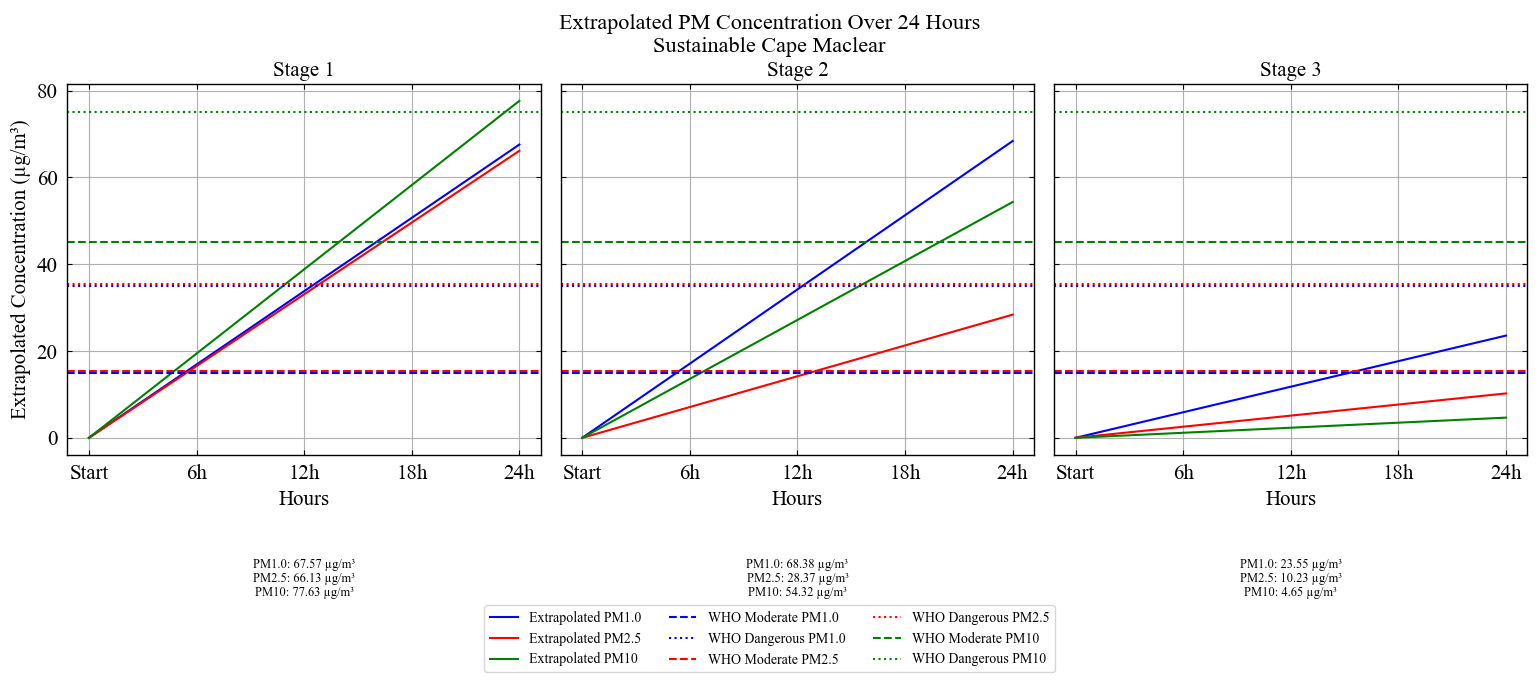 Extrapolated PM Concentration Over 24 Hours
Sustainable Cape Maclear
Stage 1
Stage 2
Stage 3
Extrapolated Concentration (µg/m³)
80
60
40
20
0
Start 6h 12h 18h 24h
Start 6h 12h 18h 24h
Start 6h 12h 18h 24h
Hours
Hours
Hours
PM1.0: 67.57 µg/m³
PM2.5: 66.13 µg/m³
PM10: 77.63 µg/m³
PM1.0: 68.38 µg/m³
PM2.5: 28.37 µg/m³
PM10: 54.32 µg/m³
PM1.0: 23.55 µg/m³
PM2.5: 10.23 µg/m³
PM10: 4.65 µg/m³
Extrapolated PM1.0
Extrapolated PM2.5
Extrapolated PM10
WHO Moderate PM1.0
WHO Dangerous PM1.0
WHO Moderate PM2.5
WHO Dangerous PM2.5
WHO Moderate PM10
WHO Dangerous PM10